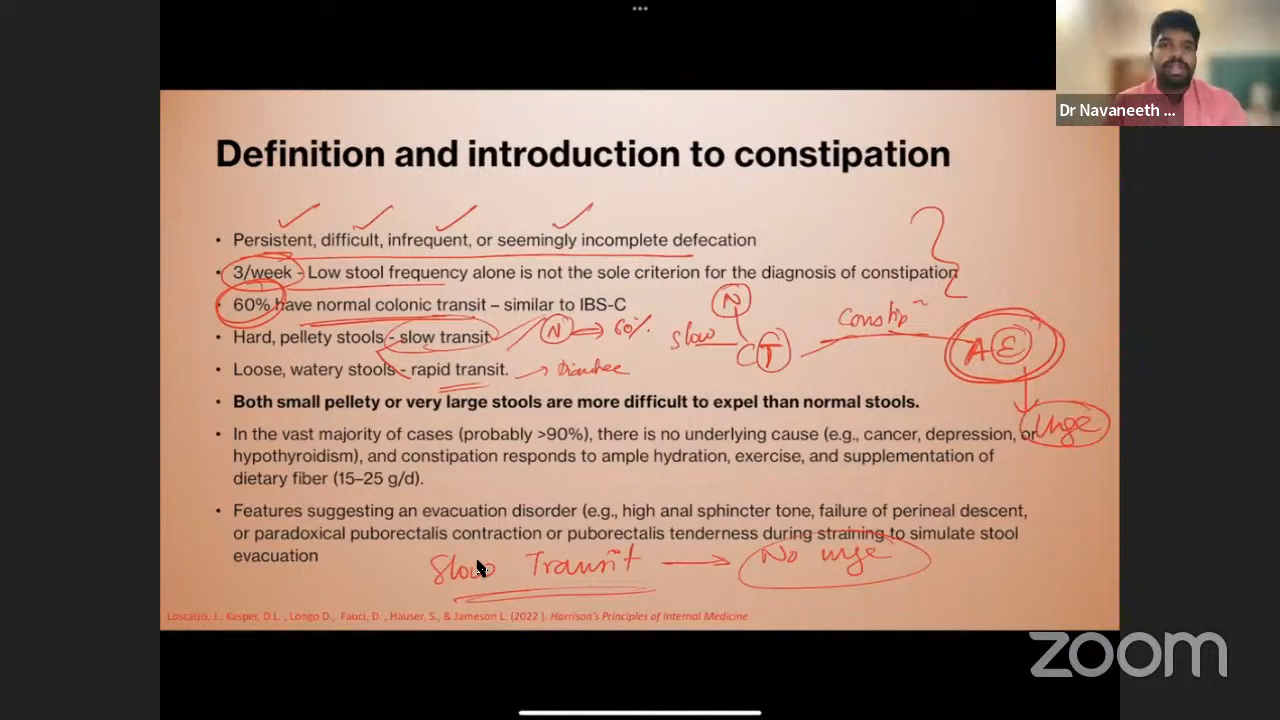 Dr Navaneeth ...
Definition and introduction to constipation
• Persistent, difficult, infrequent, or seemingly incomplete defecation
• 3/week - Low stool frequency alone is not the sole criterion for the diagnosis of constipation
• 60% have normal colonic transit – similar to IBS-C
N
Constip
• Hard, pellety stools - slow transit
N → 60%.
slow
CT
A E
• Loose, watery stools - rapid transit.
→ Diarrhea
• Both small pellety or very large stools are more difficult to expel than normal stools.
Urge
• In the vast majority of cases (probably >90%), there is no underlying cause (e.g., cancer, depression, or
hypothyroidism), and constipation responds to ample hydration, exercise, and supplementation of
dietary fiber (15–25 g/d).
• Features suggesting an evacuation disorder (e.g., high anal sphincter tone, failure of perineal descent,
or paradoxical puborectalis contraction or puborectalis tenderness during straining to simulate stool
evacuation
Slow Transit → No urge
Loscalzo, J., Kasper, D.L. , Longo D., Fauci, D. , Hauser, S., & Jameson L. (2022 ). Harrison's Principles of Internal Medicine
zoom